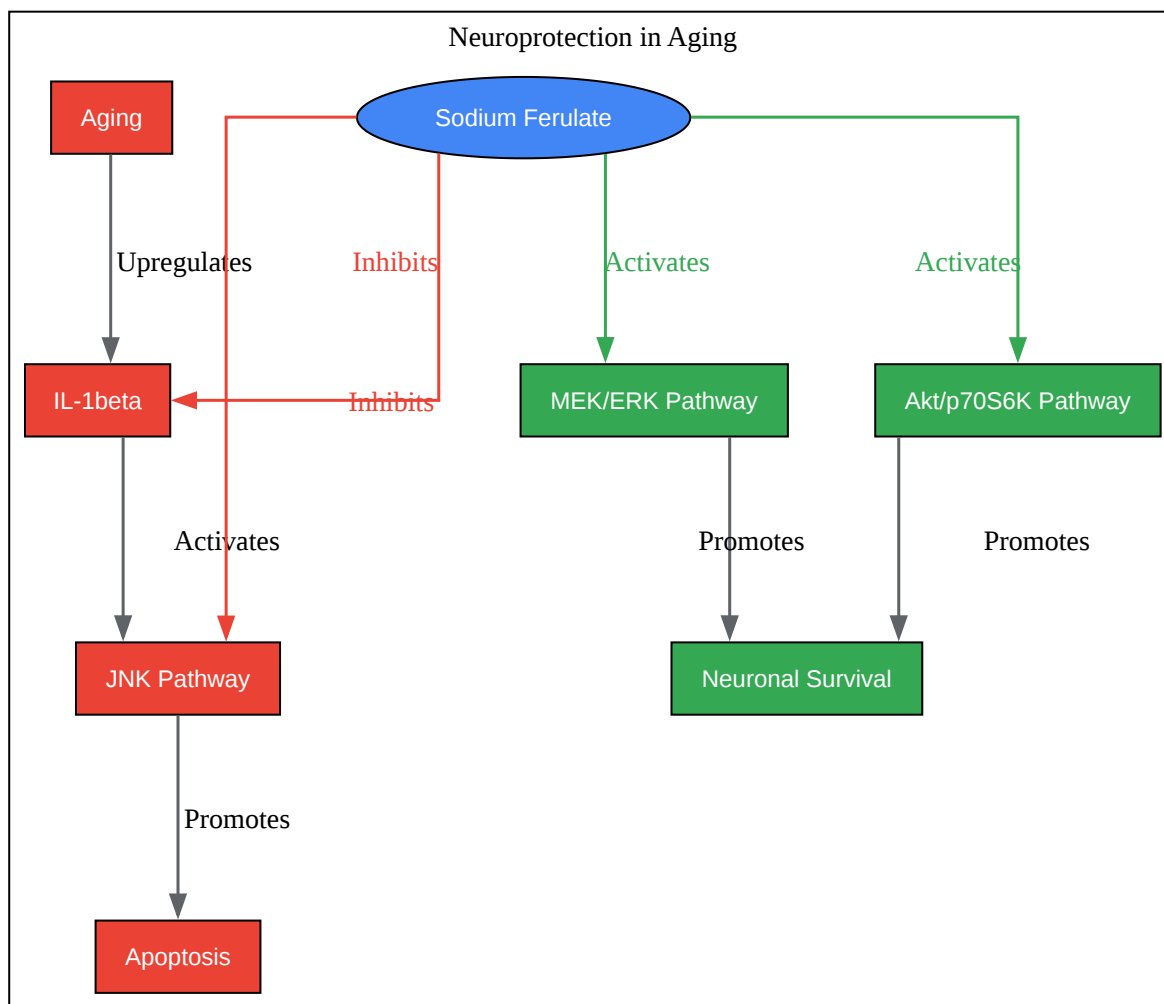 Neuroprotection in Aging
Aging
Sodium Ferulate
Upregulates
Inhibits
Activates
Activates
IL-1beta
Inhibits
MEK/ERK Pathway
Akt/p70S6K Pathway
Activates
Promotes
Promotes
JNK Pathway
Neuronal Survival
Promotes
Apoptosis